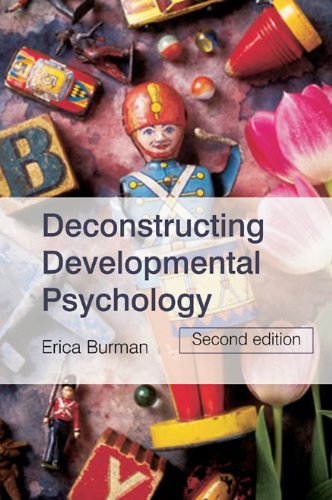 B
Deconstructing
Developmental
Psychology
Erica Burman
Second edition
Y